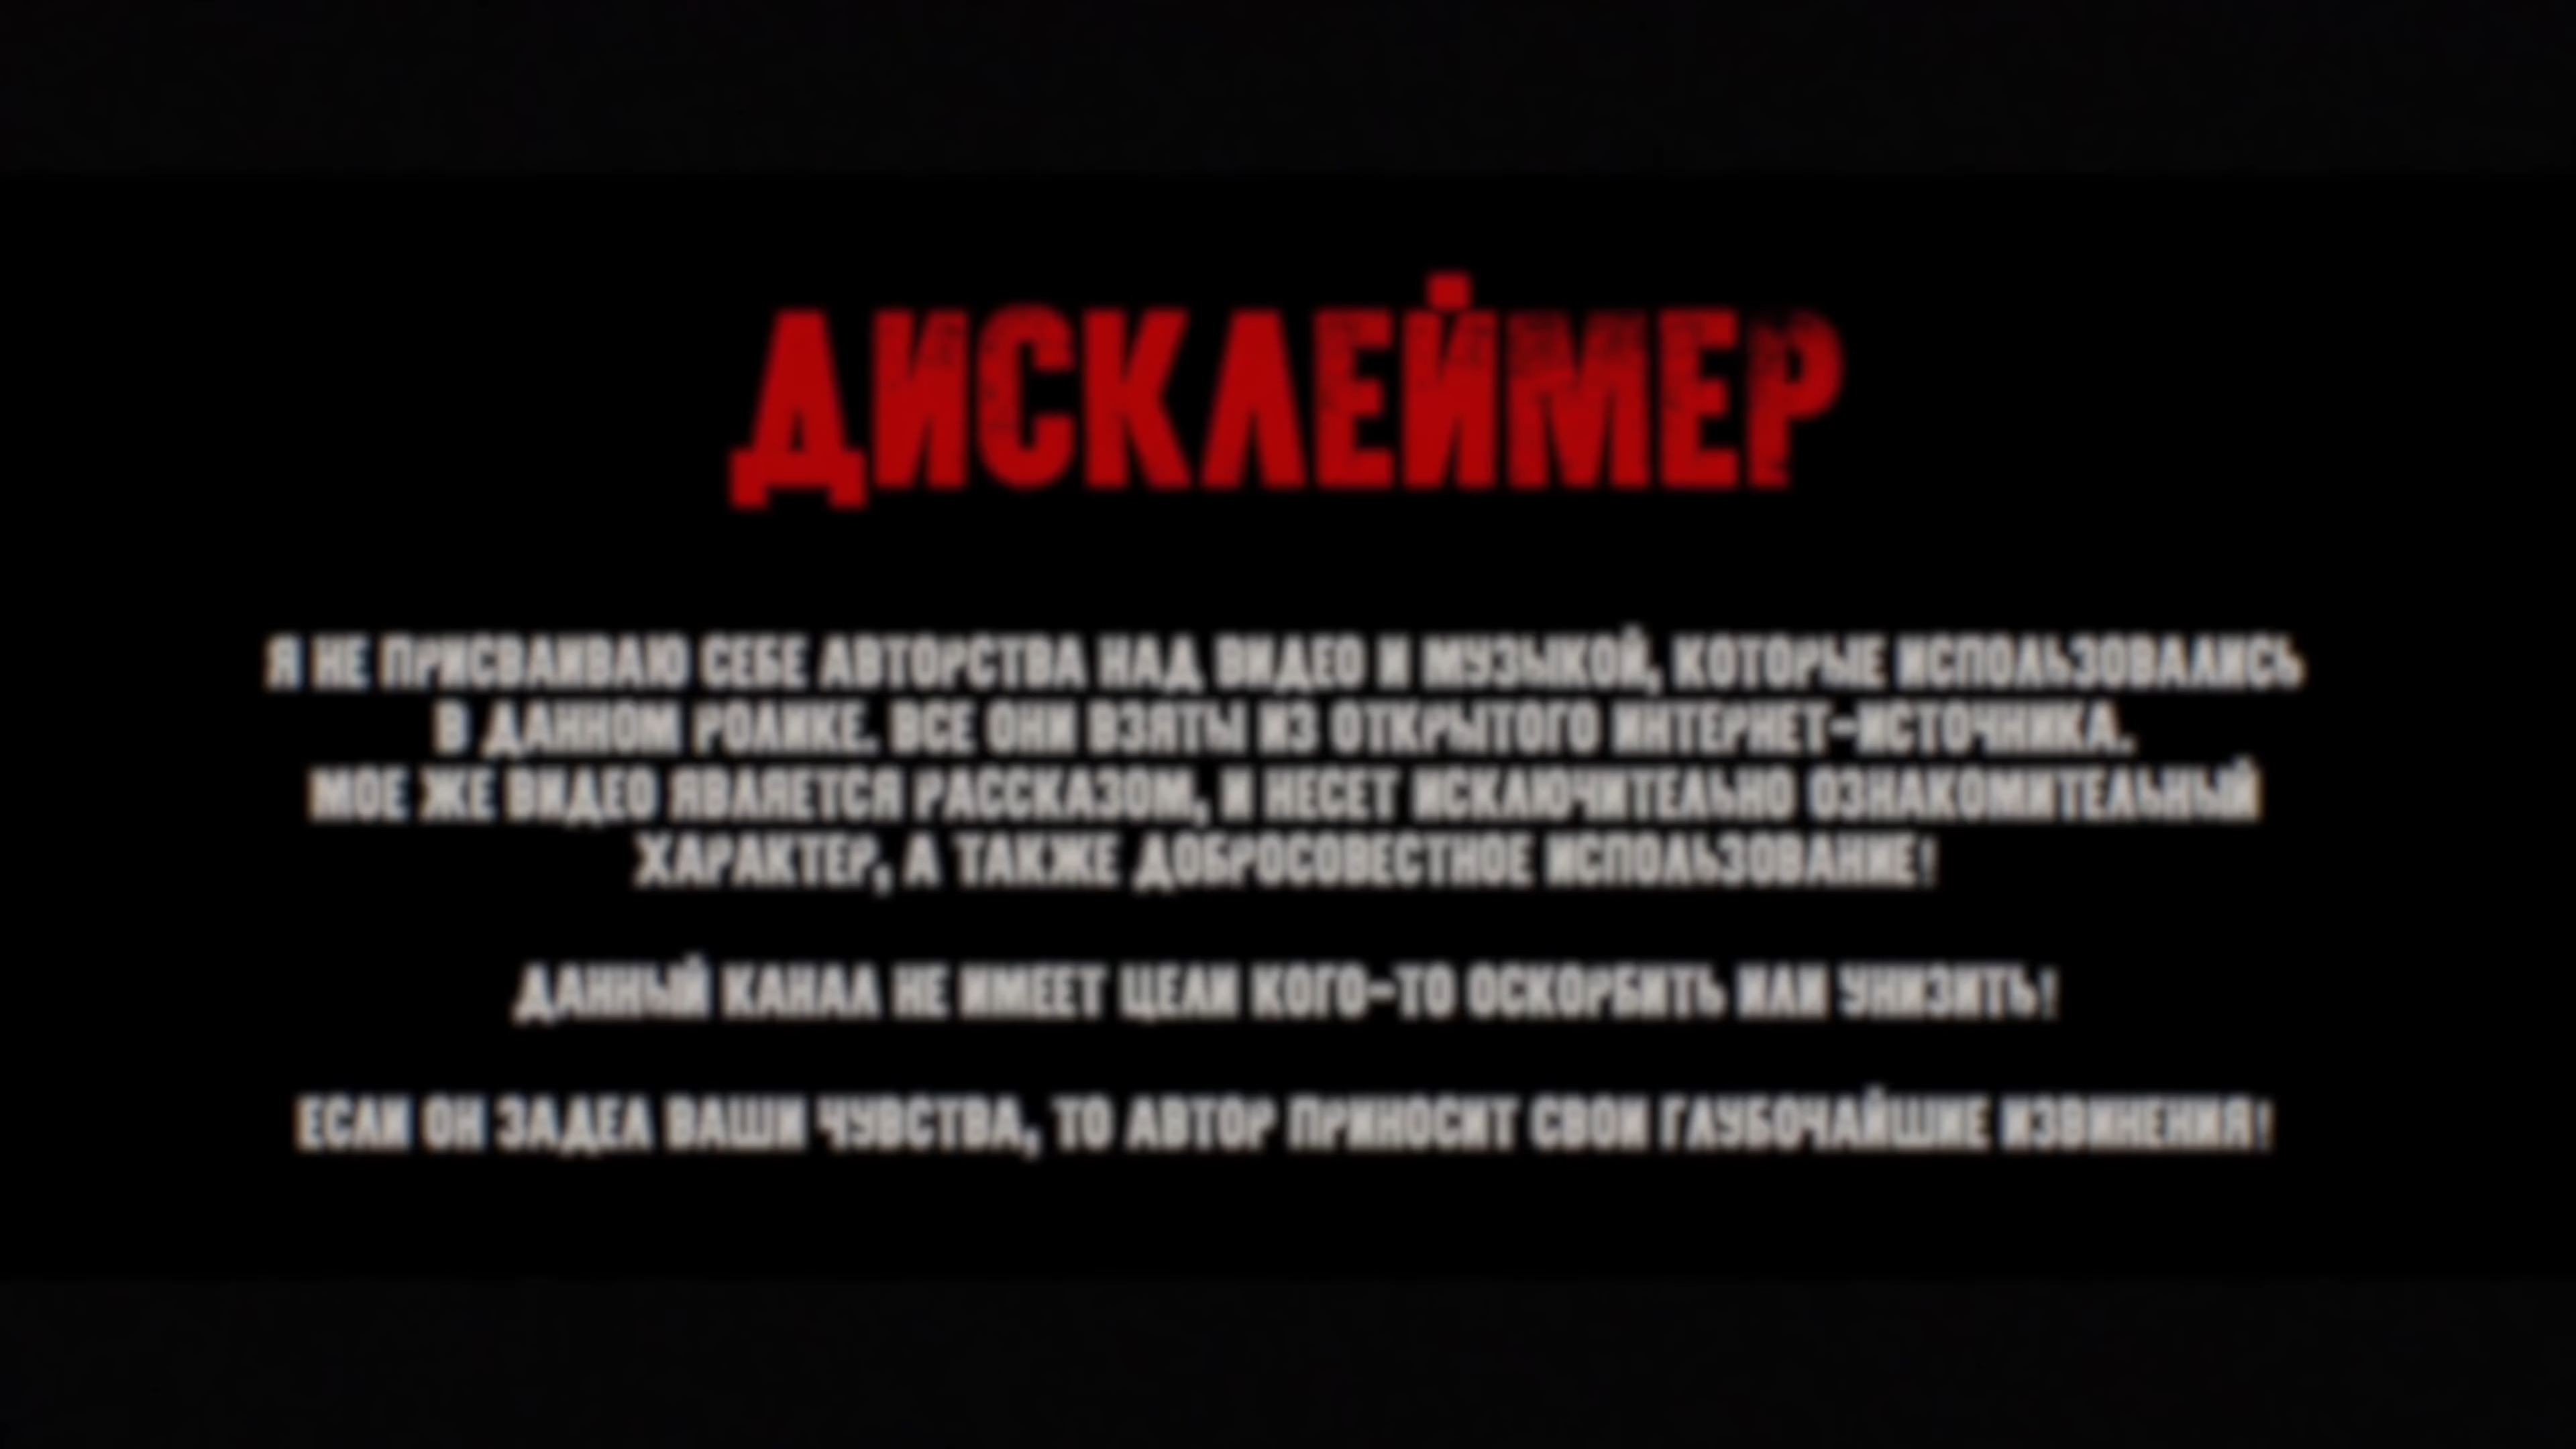 ДИСКЛЕЙМЕР
Я НЕ ПРИСВАИВАЮ СЕБЕ АВТОРСТВА НАД ВИДЕО И МУЗЫКОЙ, КОТОРЫЕ ИСПОЛЬЗОВАЛИСЬ
В ДАННОМ РОЛИКЕ. ВСЕ ОНИ ВЗЯТЫ ИЗ ОТКРЫТОГО ИНТЕРНЕТ-ИСТОЧНИКА.
МОЕ ЖЕ ВИДЕО ЯВЛЯЕТСЯ РАССКАЗОМ, И НЕСЕТ ИСКЛЮЧИТЕЛЬНО ОЗНАКОМИТЕЛЬНЫЙ
ХАРАКТЕР, А ТАКЖЕ ДОБРОСОВЕСТНОЕ ИСПОЛЬЗОВАНИЕ!
ДАННЫЙ КАНАЛ НЕ ИМЕЕТ ЦЕЛИ КОГО-ТО ОСКОРБИТЬ ИЛИ УНИЗИТЬ!
ЕСЛИ ОН ЗАДЕЛ ВАШИ ЧУВСТВА, ТО АВТОР ПРИНОСИТ СВОИ ГЛУБОЧАЙШИЕ ИЗВИНЕНИЯ!